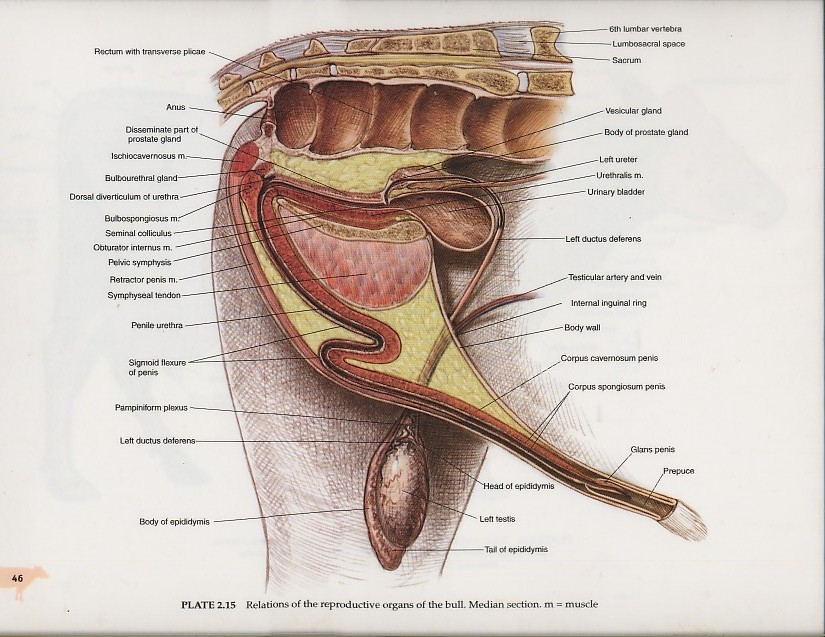 6th lumbar vertebra
Lumbosacral space
Sacrum
Rectum with transverse plicae
Anus
Disseminate part of
prostate gland
Ischiocavernosus m.
Bulbourethral gland
Dorsal diverticulum of urethra
Bulbospongiosus m.
Seminal colliculus
Obturator internus m.
Pelvic symphysis
Retractor penis m.
Symphyseal tendon
Penile urethra
Sigmoid flexure
of penis
Pampiniform plexus
Left ductus deferens
Body of epididymis
Vesicular gland
Body of prostate gland
Left ureter
Urethralis m.
Urinary bladder
Left ductus deferens
Testicular artery and vein
Internal inguinal ring
Body wall
Corpus cavernosum penis
Corpus spongiosum penis
Glans penis
Prepuce
Head of epididymis
Left testis
Tail of epididymis
46
PLATE 2.15 Relations of the reproductive organs of the bull. Median section. m = muscle